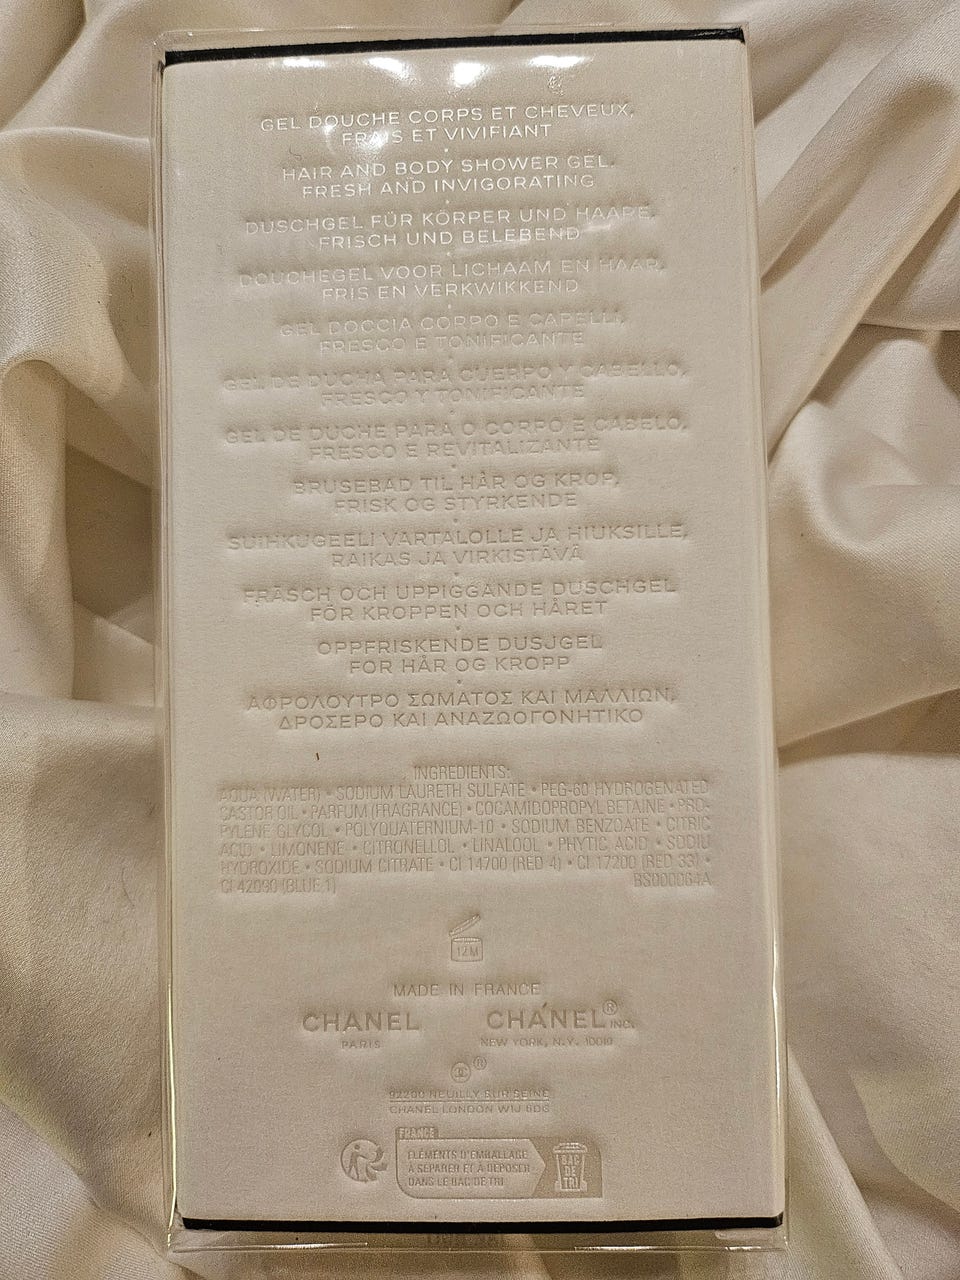 GEL DOUCHE CORPS ET CHEVEUX,
FRAIS ET VIVIFIANT
•
HAIR AND BODY SHOWER GEL,
FRESH AND INVIGORATING
•
DUSCHGEL FÜR KÖRPER UND HAARE,
FRISCH UND BELEBEND
•
DOUCHEGEL VOOR LICHAAM EN HAAR,
FRIS EN VERKWIKKEND
•
GEL DOCCIA CORPO E CAPELLI,
FRESCO E TONIFICANTE
•
GEL DE DUCHA PARA CUERPO Y CABELLO,
FRESCO Y TONIFICANTE
•
GEL DE DUCHE PARA O CORPO E CABELO,
FRESCO E REVITALIZANTE
•
BRUSEBAD TIL HÅR OG KROP,
FRISK OG STYRKENDE
•
SUIHKUGEELI VARTALOLLE JA HIUKSILLE,
RAIKAS JA VIRKISTÄVÄ
•
FRÄSCH OCH UPPIGGANDE DUSCHGEL
FÖR KROPPEN OCH HÅRET
•
OPPFRISKENDE DUSJGEL
FOR HÅR OG KROPP
•
ΑΦΡΟΛΟΥΤΡΟ ΣΩΜΑΤΟΣ ΚΑΙ ΜΑΛΛΙΩΝ,
ΔΡΟΣΕΡΟ ΚΑΙ ΑΝΑΖΩΟΓΟΝΗΤΙΚΟ
INGREDIENTS:
AQUA (WATER) • SODIUM LAURETH SULFATE • PEG-60 HYDROGENATED
CASTOR OIL • PARFUM (FRAGRANCE) • COCAMIDOPROPYL BETAINE • PRO-
PYLENE GLYCOL • POLYQUATERNIUM-10 • SODIUM BENZOATE • CITRIC
ACID • LIMONENE • CITRONELLOL • LINALOOL • PHYTIC ACID • SODIU
HYDROXIDE • SODIUM CITRATE • CI 14700 (RED 4) • CI 17200 (RED 33) •
CI 42090 (BLUE 1) BS000064A
12M
MADE IN FRANCE
CHANEL CHANEL® INC.
PARIS NEW YORK, N.Y. 10019
®
92200 NEUILLY SUR SEINE
CHANEL LONDON W1J 6DG
FRANCE
ÉLÉMENTS D'EMBALLAGE
À SÉPARER ET À DÉPOSER
DANS LE BAC DE TRI
BAC
DE
TRI